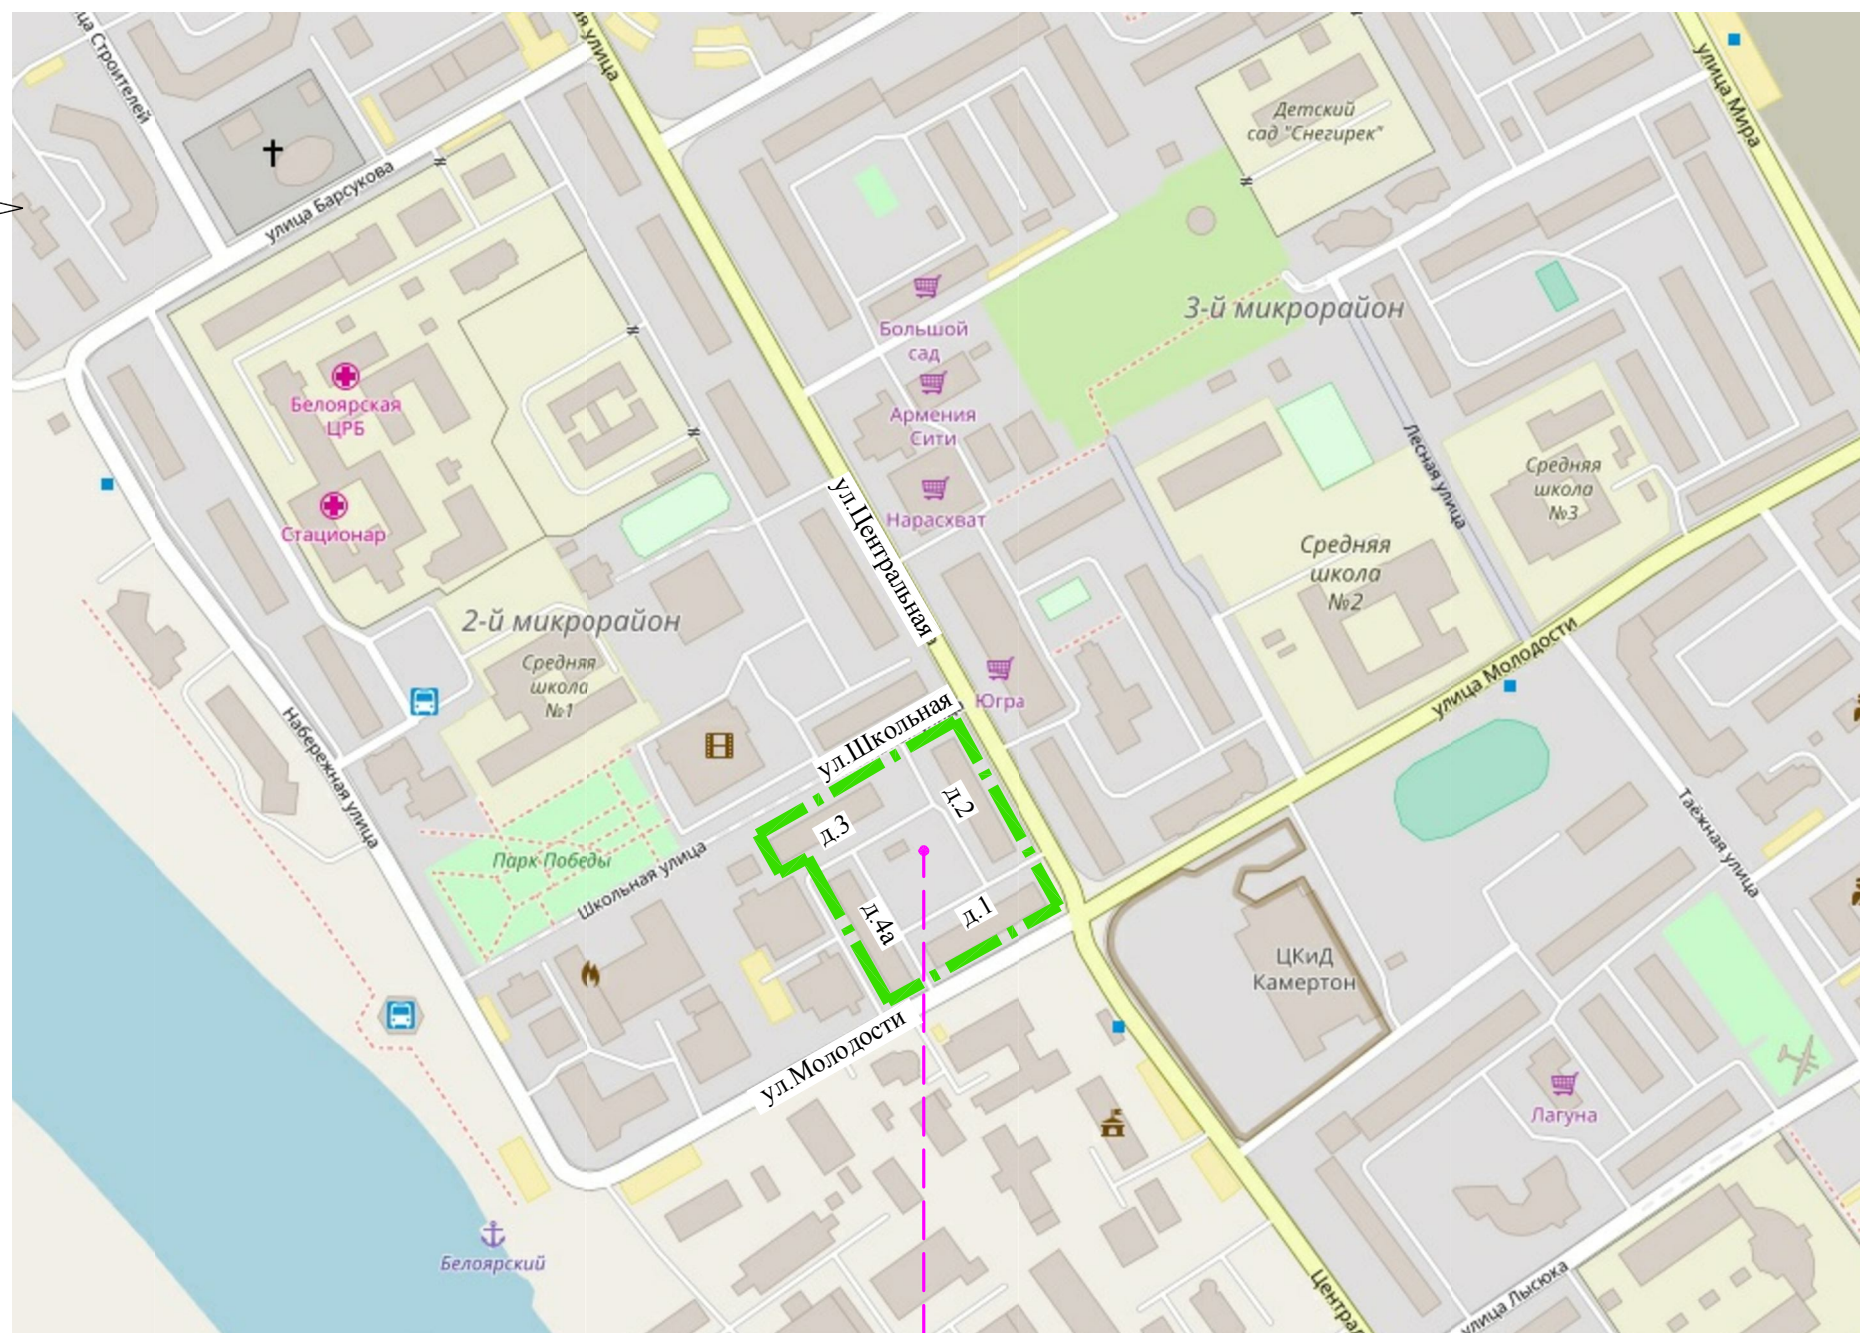 ца Строителей
ая улица
улица Мира
Детский
сад "Снегирек"
улица Барсукова
3-й микрорайон
Большой
сад
Белоярская
ЦРБ
Армения
Сити
Лесная улица
Средняя
школа
№3
Нарасхват
Стационар
ул.Центральная
Средняя
школа
№2
2-й микрорайон
Средняя
школа
№1
Югра
улица Молодости
ул.Школьная
Набережная улица
д.2
д.3
Таёжная улица
Парк Победы
Школьная улица
д.1
д.4а
ЦКиД
Камертон
ул.Молодости
Лагуна
Белоярский
Централ
улица Лысюка